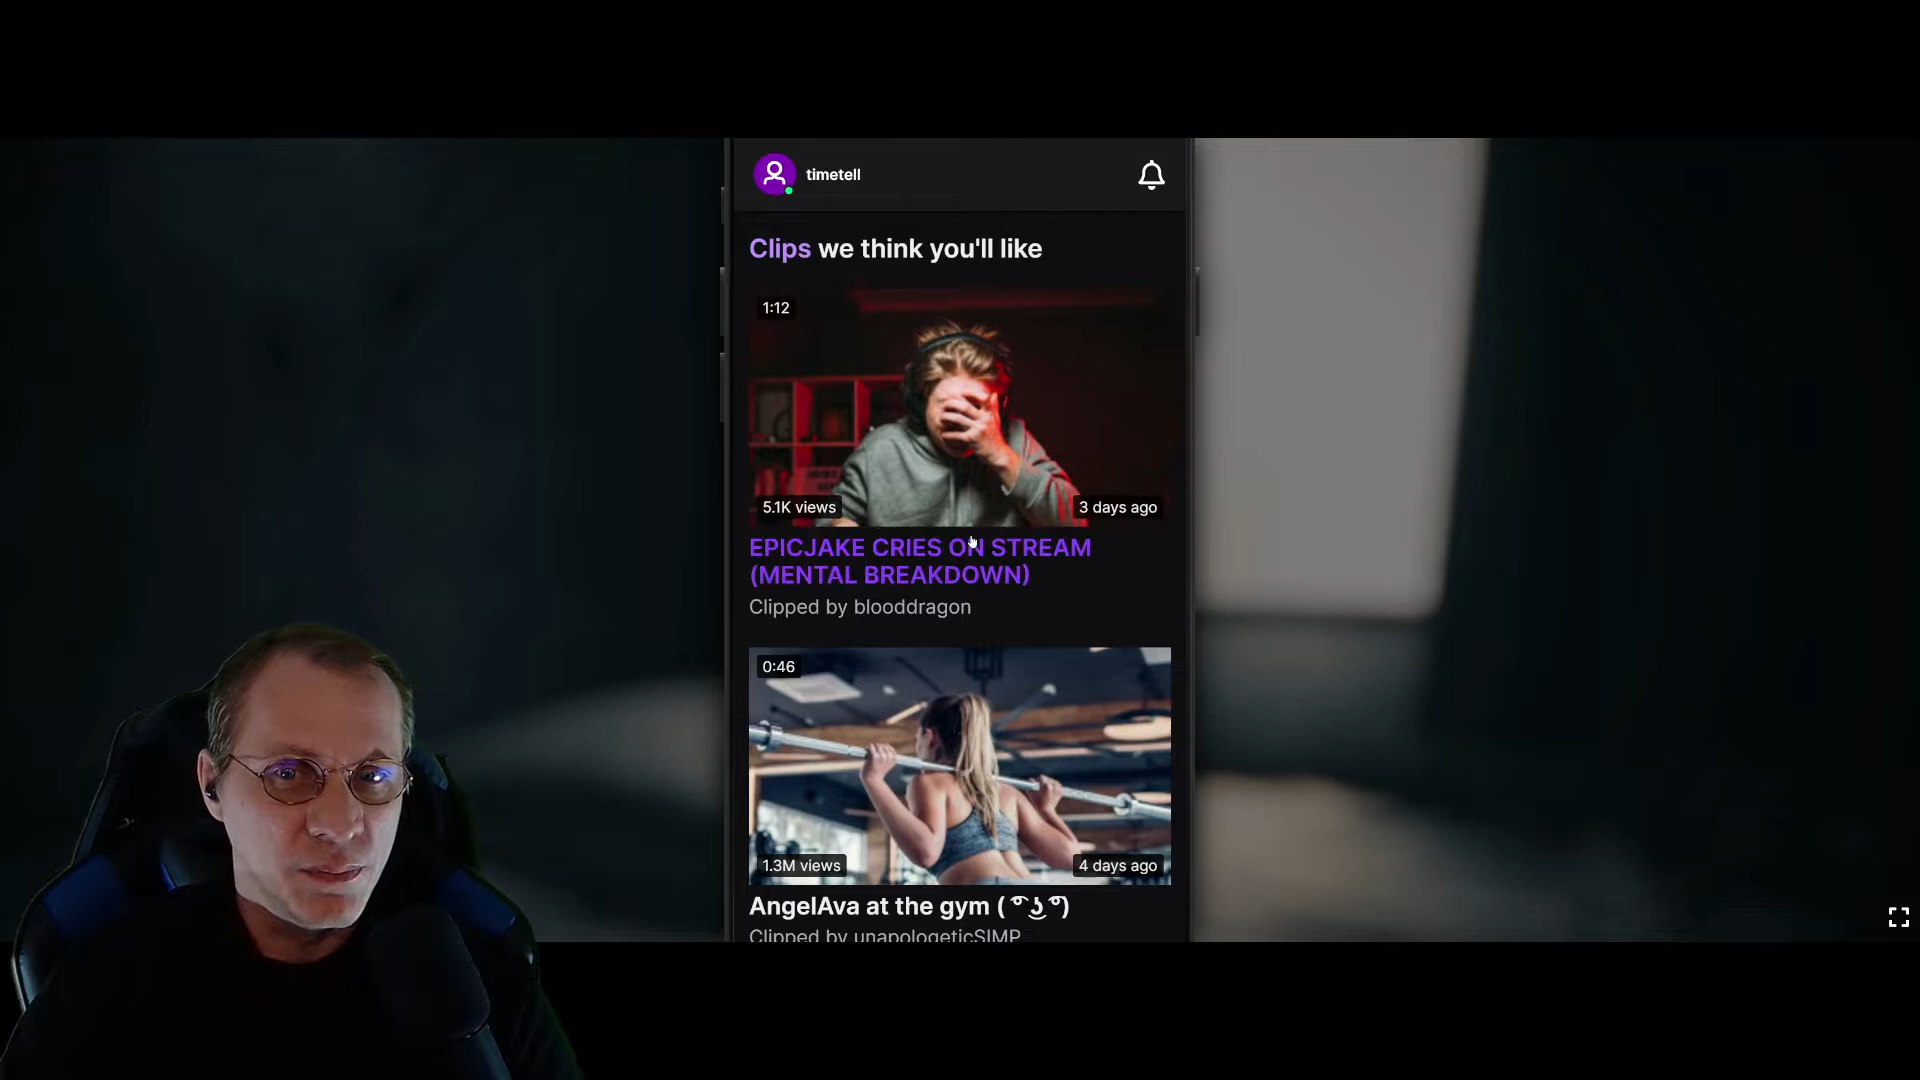 timetell
Clips we think you'll like
1:12
5.1K views
3 days ago
EPICJAKE CRIES ON STREAM
(MENTAL BREAKDOWN)
Clipped by blooddragon
0:46
1.3M views
4 days ago
AngelAva at the gym ( ͡° ͜ʖ ͡°)
Clipped by unapologeticSIMP